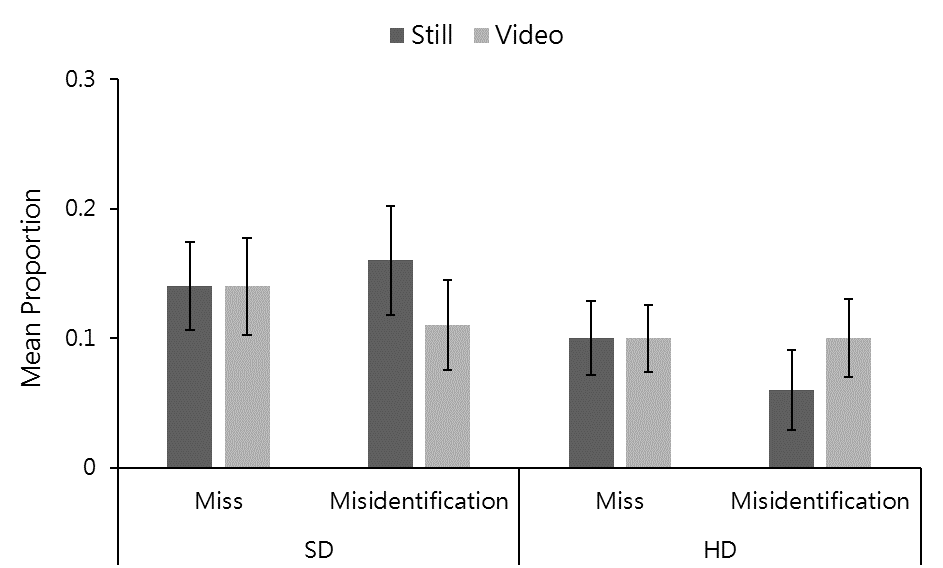 Still Video
0.3
0.2
0.1
0
Mean Proportion
Miss Misidentification Miss Misidentification
SD HD